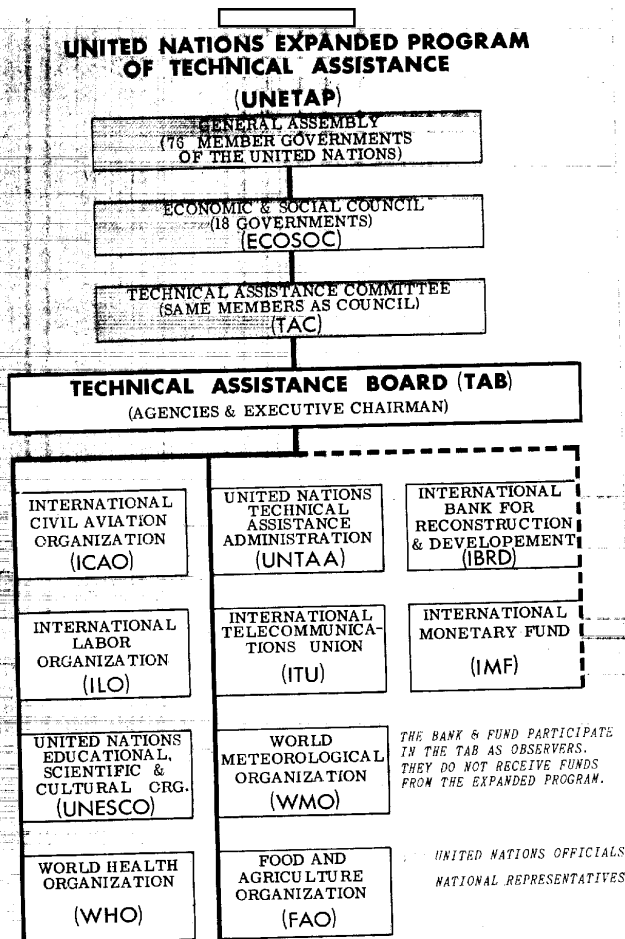 UNITED NATIONS EXPANDED PROGRAM
OF TECHNICAL ASSISTANCE
(UNETAP)
GENERAL ASSEMBLY
(76 MEMBER GOVERNMENTS
OF THE UNITED NATIONS)
ECONOMIC & SOCIAL COUNCIL
(18 GOVERNMENTS)
(ECOSOC)
TECHNICAL ASSISTANCE COMMITTEE
(SAME MEMBERS AS COUNCIL)
(TAC)
TECHNICAL ASSISTANCE BOARD (TAB)
(AGENCIES & EXECUTIVE CHAIRMAN)
INTERNATIONAL
CIVIL AVIATION
ORGANIZATION
(ICAO)
UNITED NATIONS
TECHNICAL
ASSISTANCE
ADMINISTRATION
(UNTAA)
INTERNATIONAL
BANK FOR
RECONSTRUCTION
& DEVELOPEMENT
(IBRD)
INTERNATIONAL
LABOR
ORGANIZATION
(ILO)
INTERNATIONAL
TELECOMMUNICA-
TIONS UNION
(ITU)
INTERNATIONAL
MONETARY FUND
(IMF)
UNITED NATIONS
EDUCATIONAL,
SCIENTIFIC &
CULTURAL ORG.
(UNESCO)
WORLD
METEOROLOGICAL
ORGANIZATION
(WMO)
THE BANK & FUND PARTICIPATE
IN THE TAB AS OBSERVERS.
THEY DO NOT RECEIVE FUNDS
FROM THE EXPANDED PROGRAM.
WORLD HEALTH
ORGANIZATION
(WHO)
FOOD AND
AGRICULTURE
ORGANIZATION
(FAO)
UNITED NATIONS OFFICIALS
NATIONAL REPRESENTATIVES